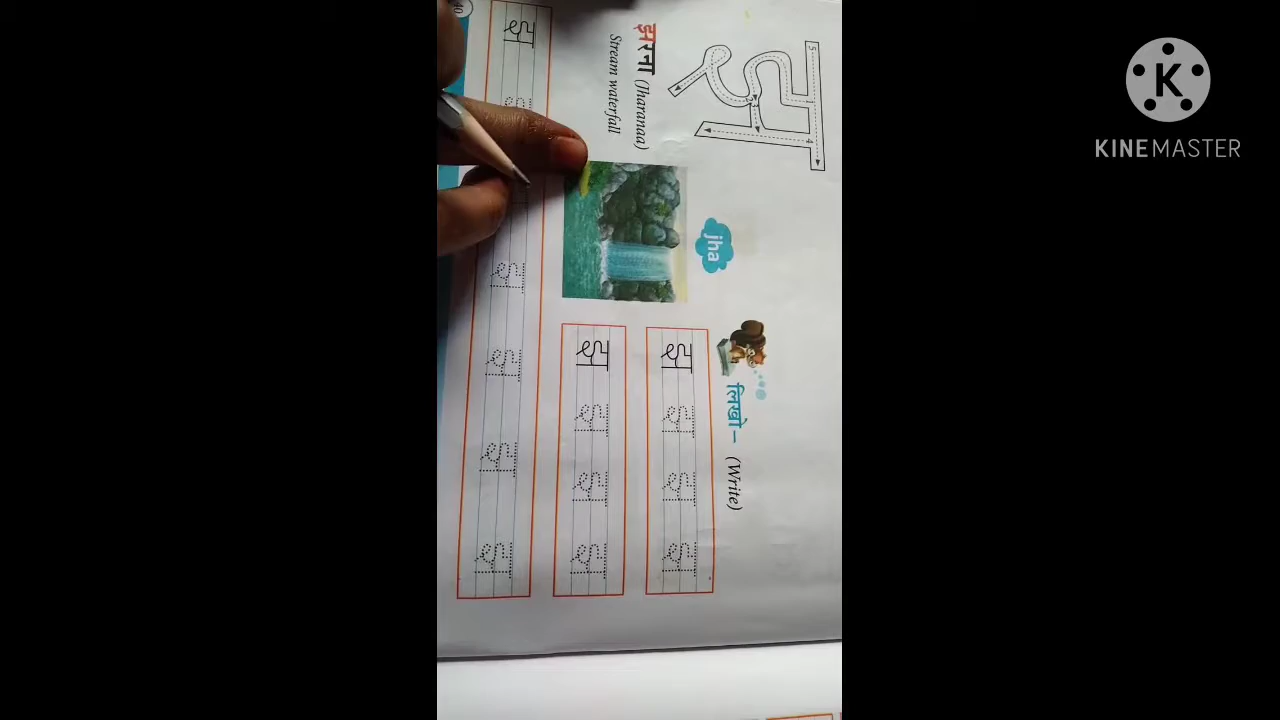 झ
jha
लिखो – (Write)
झरना (Jharanaa)
Stream waterfall
झ झ झ झ
झ झ झ झ
झ झ झ झ झ झ
K
KINEMASTER